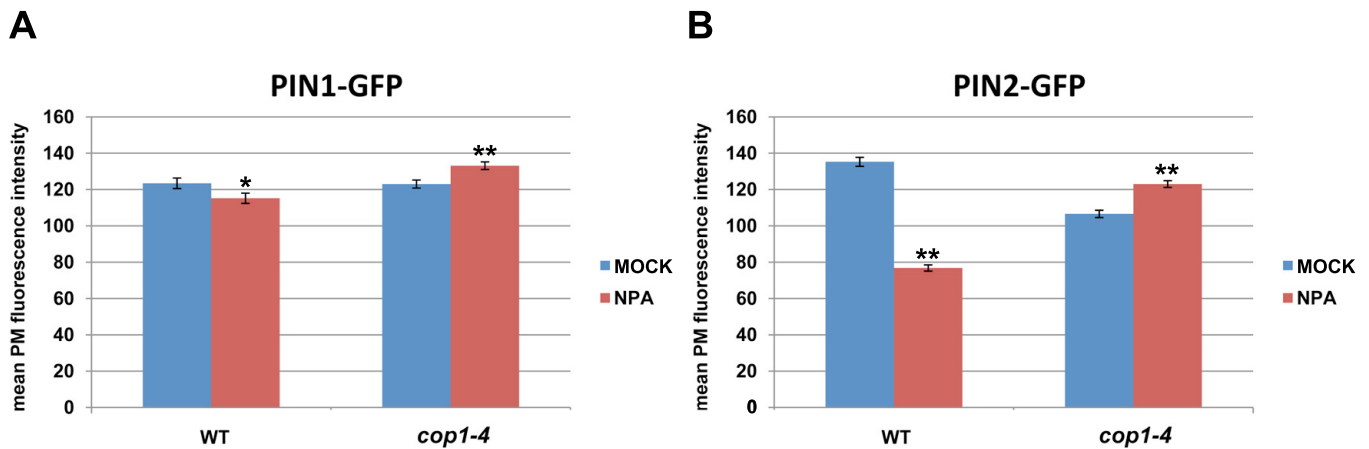 A
PIN1-GFP
mean PM fluorescence intensity
160
140
120
100
80
60
40
20
0
*
**
WT
cop1-4
MOCK
NPA
B
PIN2-GFP
mean PM fluorescence intensity
160
140
120
100
80
60
40
20
0
**
**
WT
cop1-4
MOCK
NPA